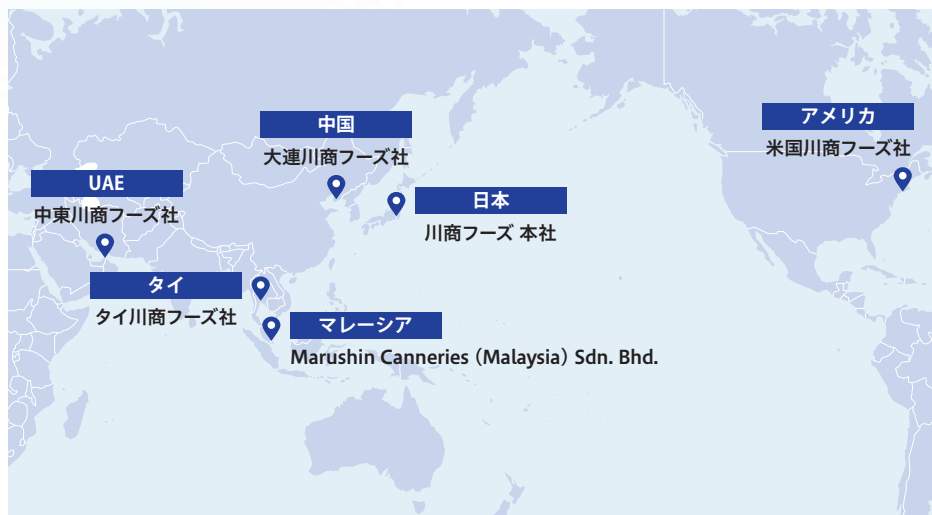 中国
大連川商フーズ社
アメリカ
米国川商フーズ社
UAE
中東川商フーズ社
日本
川商フーズ 本社
タイ
タイ川商フーズ社
マレーシア
Marushin Canneries (Malaysia) Sdn. Bhd.